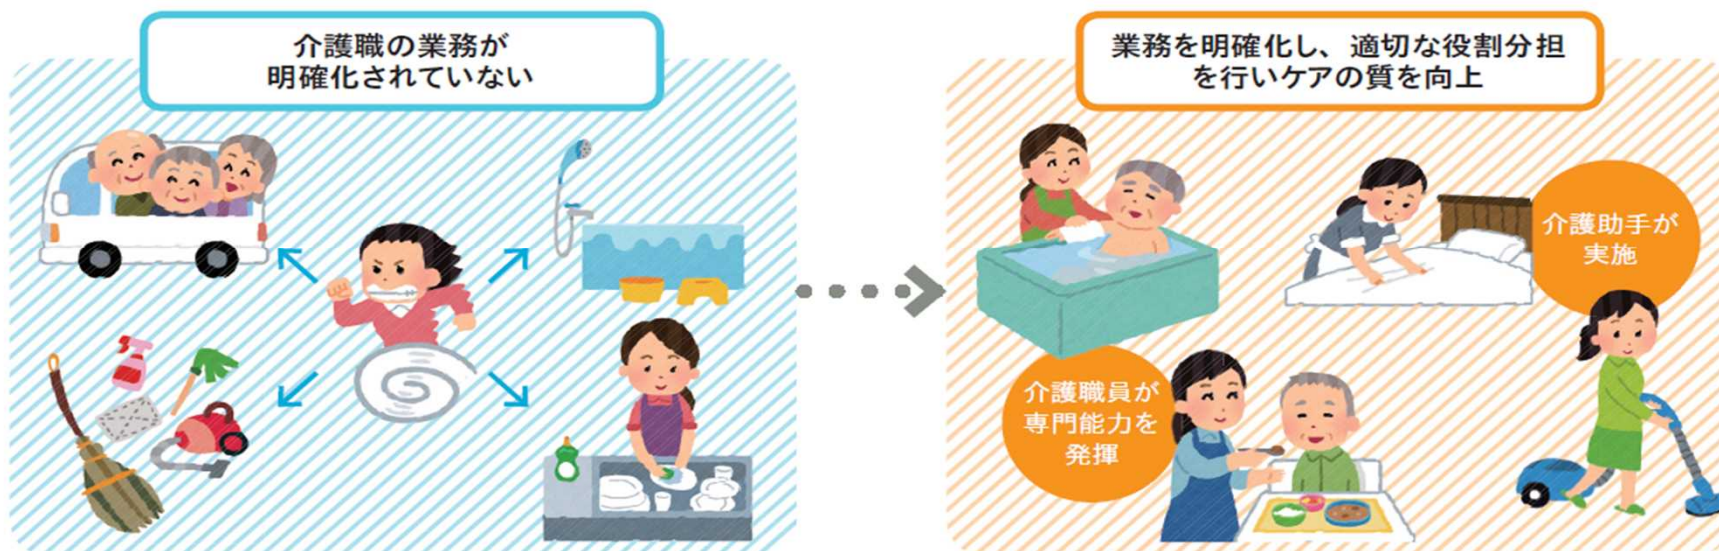 介護職の業務が
明確化されていない
業務を明確化し、適切な役割分担
を行いケアの質を向上
介護助手が
実施
介護職員が
専門能力を
発揮